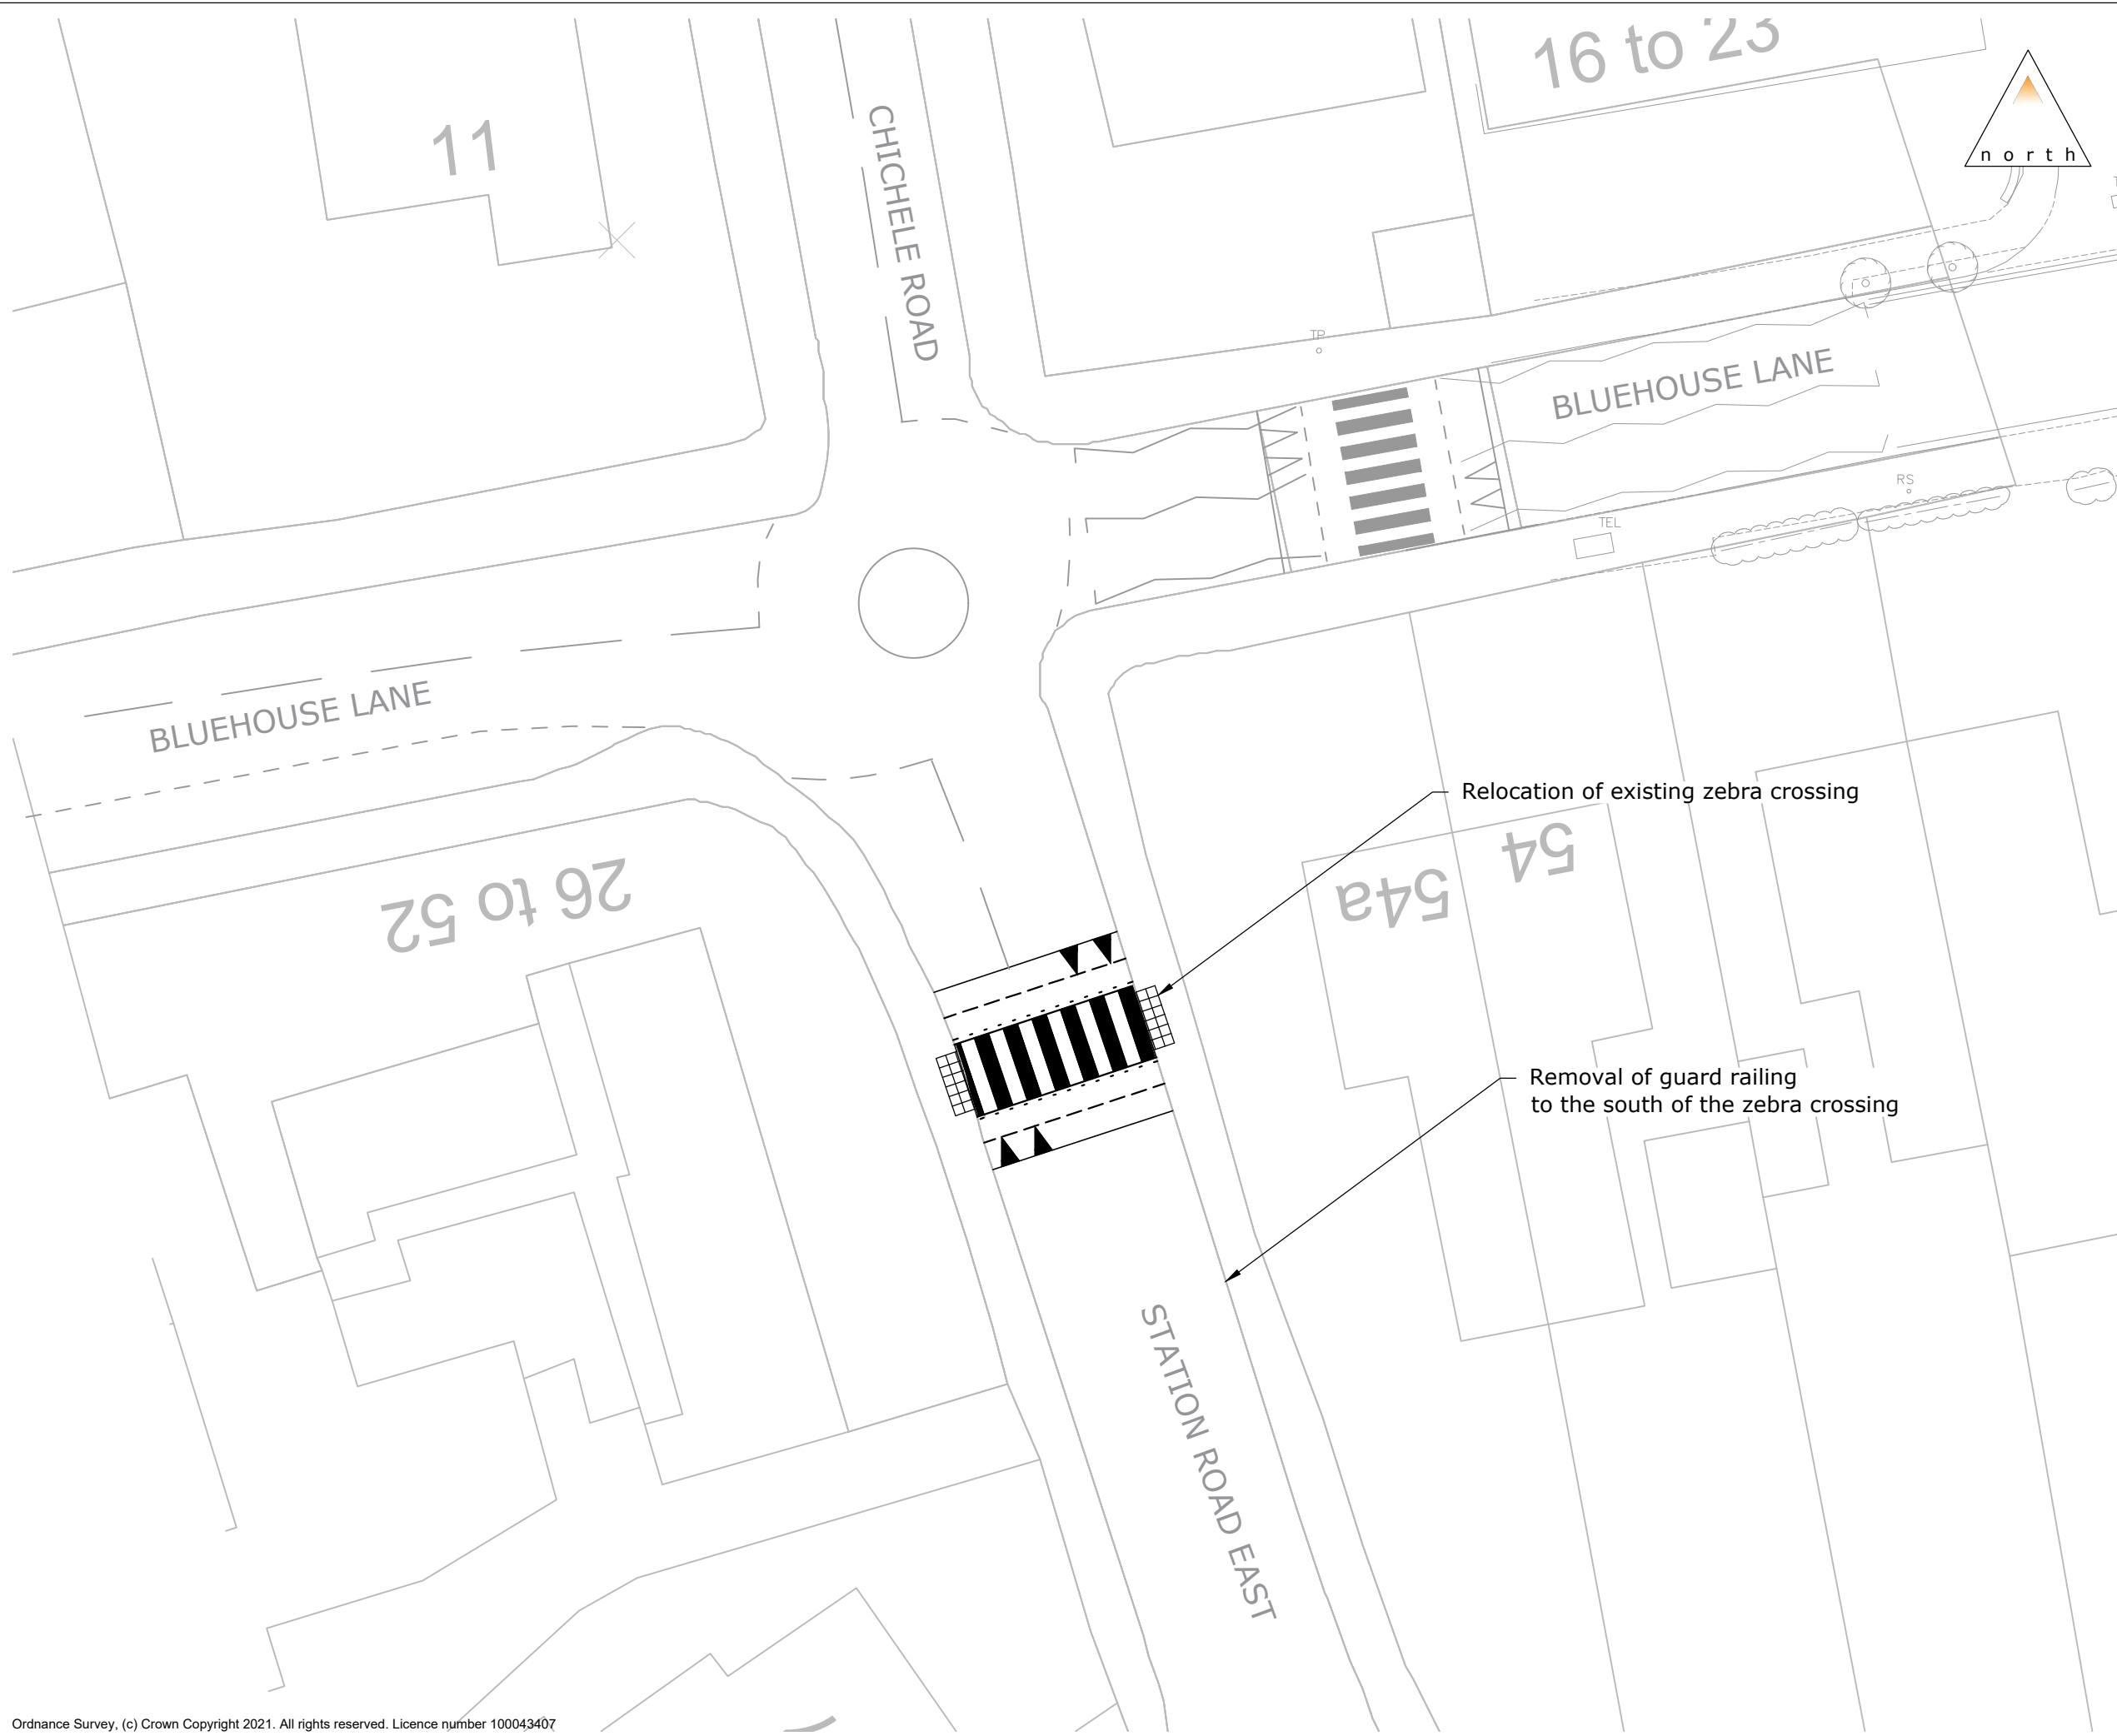 16 to 23
north
11
CHICHELE ROAD
TP
BLUEHOUSE LANE
RS
TEL
BLUEHOUSE LANE
Relocation of existing zebra crossing
26 to 52
54
54a
Removal of guard railing
to the south of the zebra crossing
STATION ROAD EAST
Ordnance Survey, (c) Crown Copyright 2021. All rights reserved. Licence number 100043407